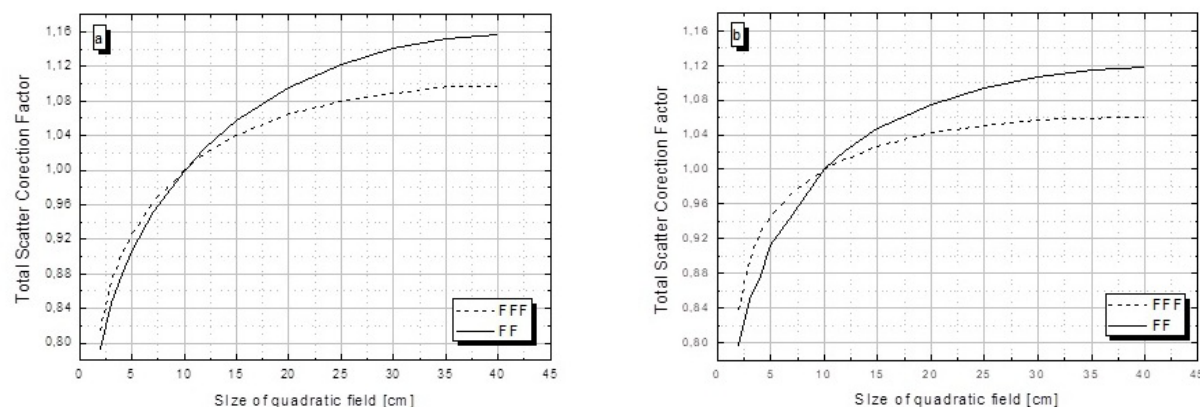 a
Total Scatter Corection Factor
1,16
1,12
1,08
1,04
1,00
0,96
0,92
0,88
0,84
0,80
0 5 10 15 20 25 30 35 40 45
SIze of quadratic field [cm]
FFF
FF
b
Total Scatter Corection Factor
1,16
1,12
1,08
1,04
1,00
0,96
0,92
0,88
0,84
0,80
0 5 10 15 20 25 30 35 40 45
SIze of quadratic field [cm]
FFF
FF